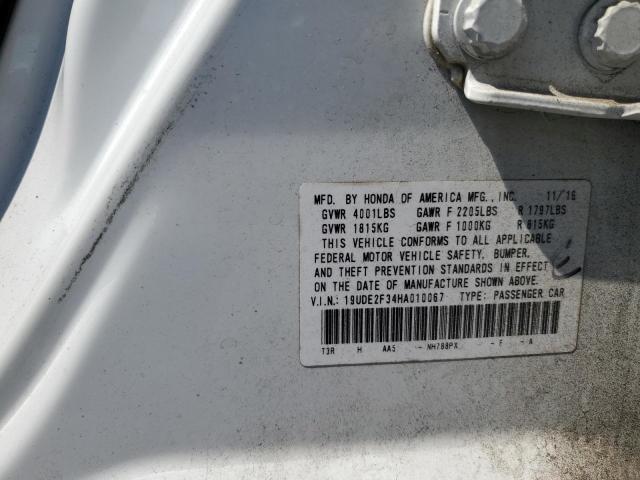 MFD. BY HONDA OF AMERICA MFG., INC. 11/16
GVWR 4001LBS GAWR F 2205LBS R 1797LBS
GVWR 1815KG GAWR F 1000KG R 815KG
THIS VEHICLE CONFORMS TO ALL APPLICABLE
FEDERAL MOTOR VEHICLE SAFETY, BUMPER,
AND THEFT PREVENTION STANDARDS IN EFFECT
ON THE DATE OF MANUFACTURE SHOWN ABOVE.
V.I.N.: 19UDE2F34HA010067 TYPE: PASSENGER CAR
T3R H AA5 - NH788PX - F - A